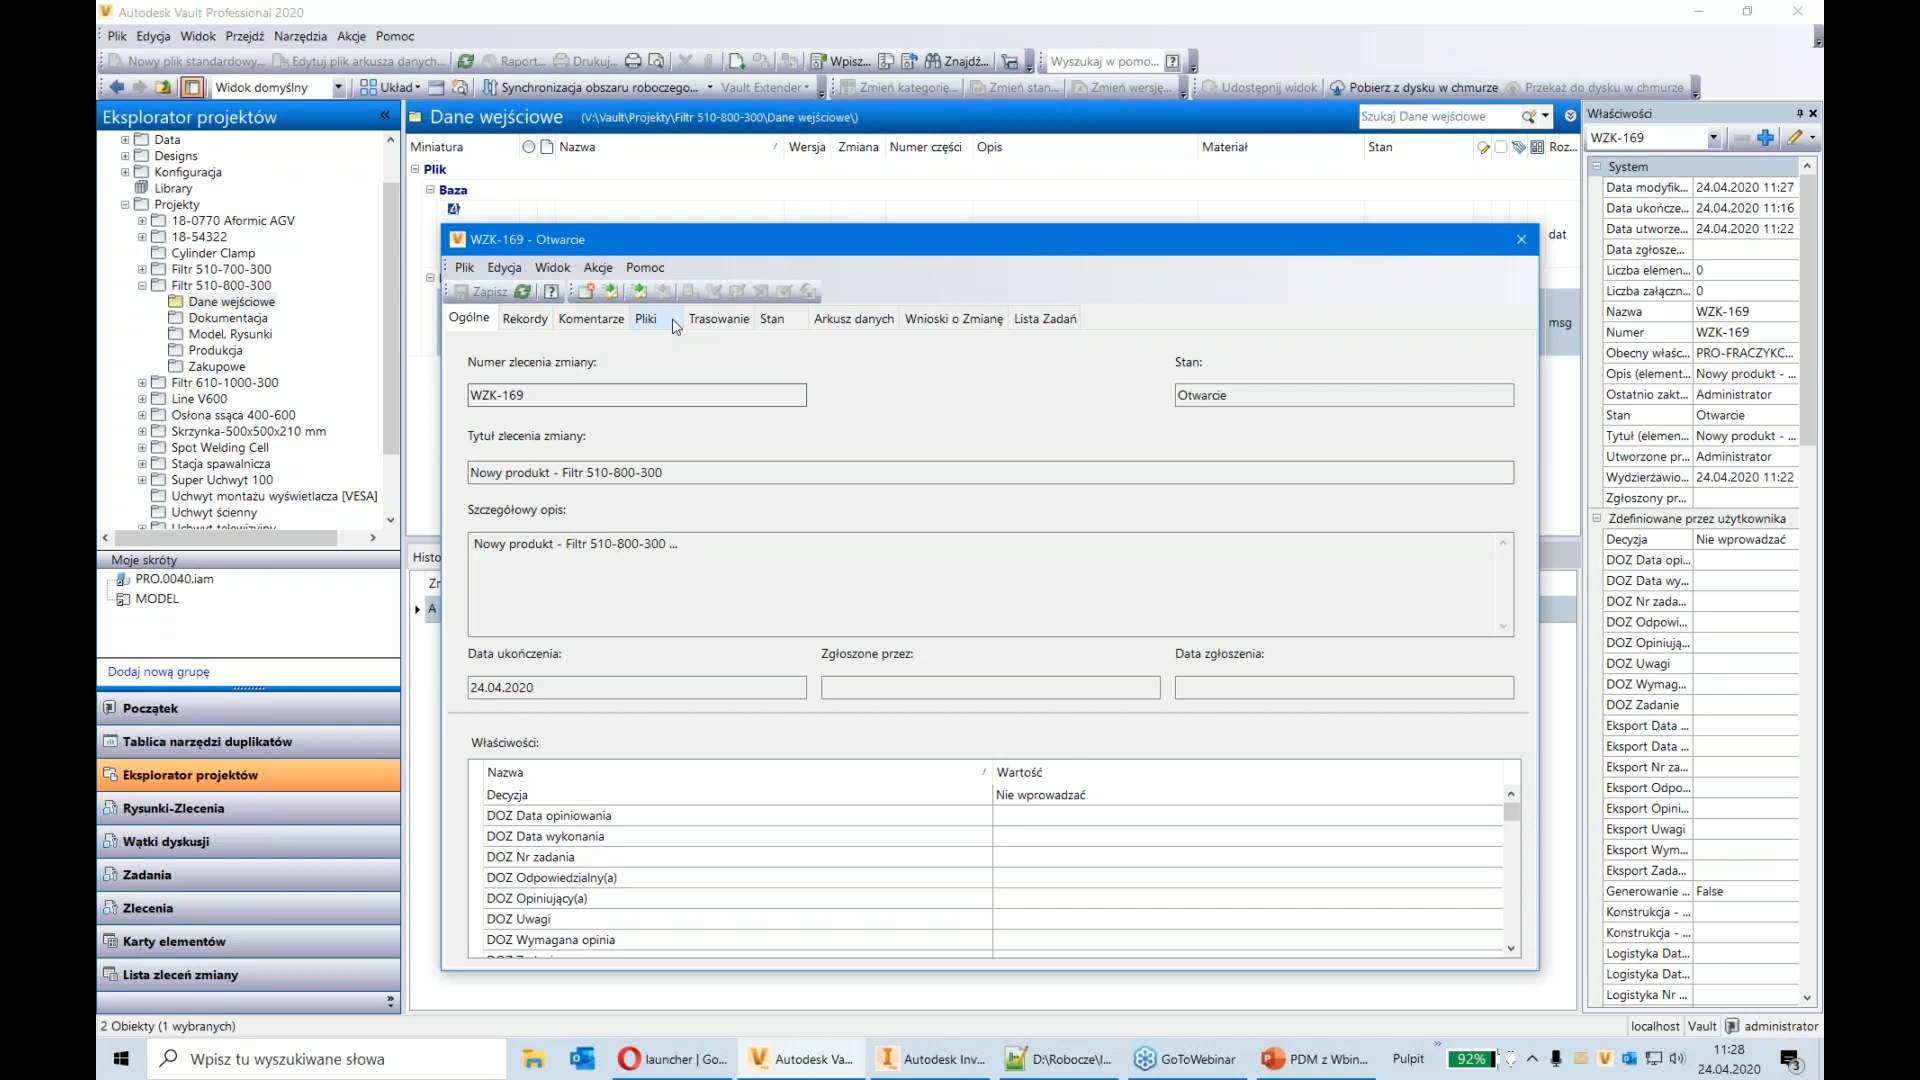 Autodesk Vault Professional 2020
Plik Edycja Widok Przejdź Narzędzia Akcje Pomoc
Nowy plik standardowy... Edytuj plik arkusza danych... Raport... Drukuj... Wpisz... Znajdź... Wyszukaj w pomo...
Widok domyślny Układ Synchronizacja obszaru roboczego... Vault Extender Zmień kategorię... Zmień stan... Zmień wersję... Udostępnij widok Pobierz z dysku w chmurze Przekaż do dysku w chmurze
Eksplorator projektów
Data
Designs
Konfiguracja
Library
Projekty
18-0770 Aformic AGV
18-54322
Cylinder Clamp
Filtr 510-700-300
Filtr 510-800-300
Dane wejściowe
Dokumentacja
Model, Rysunki
Produkcja
Zakupowe
Filtr 610-1000-300
Line V600
Osłona ssąca 400-600
Skrzynka-500x500x210 mm
Spot Welding Cell
Stacja spawalnicza
Super Uchwyt 100
Uchwyt montażu wyświetlacza [VESA]
Uchwyt ścienny
Uchwyt telewizyjny
Moje skróty
PRO.0040.iam
MODEL
Dodaj nową grupę
Początek
Tablica narzędzi duplikatów
Eksplorator projektów
Rysunki-Zlecenia
Wątki dyskusji
Zadania
Zlecenia
Karty elementów
Lista zleceń zmiany
2 Obiekty (1 wybranych)
Dane wejściowe (V:\Vault\Projekty\Filtr 510-800-300\Dane wejściowe\)
Szukaj Dane wejściowe
Miniatura Nazwa Wersja Zmiana Numer części Opis Materiał Stan Roz...
Plik
Baza
dat
msg
Histo
A
WZK-169 - Otwarcie
Plik Edycja Widok Akcje Pomoc
Zapisz
Ogólne Rekordy Komentarze Pliki Trasowanie Stan Arkusz danych Wnioski o Zmianę Lista Zadań
Numer zlecenia zmiany: Stan:
WZK-169 Otwarcie
Tytuł zlecenia zmiany:
Nowy produkt - Filtr 510-800-300
Szczegółowy opis:
Nowy produkt - Filtr 510-800-300 ...
Data ukończenia: Zgłoszone przez: Data zgłoszenia:
24.04.2020
Właściwości:
Nazwa Wartość
Decyzja Nie wprowadzać
DOZ Data opiniowania
DOZ Data wykonania
DOZ Nr zadania
DOZ Odpowiedzialny(a)
DOZ Opiniujący(a)
DOZ Uwagi
DOZ Wymagana opinia
Właściwości
WZK-169
System
Data modyfik... 24.04.2020 11:27
Data ukończe... 24.04.2020 11:16
Data utworze... 24.04.2020 11:22
Data zgłosze...
Liczba elemen... 0
Liczba załączn... 0
Nazwa WZK-169
Numer WZK-169
Obecny właśc... PRO-FRACZYKC...
Opis (element... Nowy produkt - ...
Ostatnio zakt... Administrator
Stan Otwarcie
Tytuł (elemen... Nowy produkt - ...
Utworzone pr... Administrator
Wydzierżawio... 24.04.2020 11:22
Zgłoszony pr...
Zdefiniowane przez użytkownika
Decyzja Nie wprowadzać
DOZ Data opi...
DOZ Data wy...
DOZ Nr zada...
DOZ Odpowi...
DOZ Opiniują...
DOZ Uwagi
DOZ Wymag...
DOZ Zadanie
Eksport Data ...
Eksport Data ...
Eksport Nr za...
Eksport Odpo...
Eksport Opini...
Eksport Uwagi
Eksport Wym...
Eksport Zada...
Generowanie ... False
Konstrukcja - ...
Konstrukcja - ...
Logistyka Dat...
Logistyka Dat...
Logistyka Nr ...
localhost Vault administrator
Wpisz tu wyszukiwane słowa
launcher | Go... Autodesk Va... Autodesk Inv... D:\Robocze\I... GoToWebinar PDM z Wbin... Pulpit 92%
11:28
24.04.2020
3